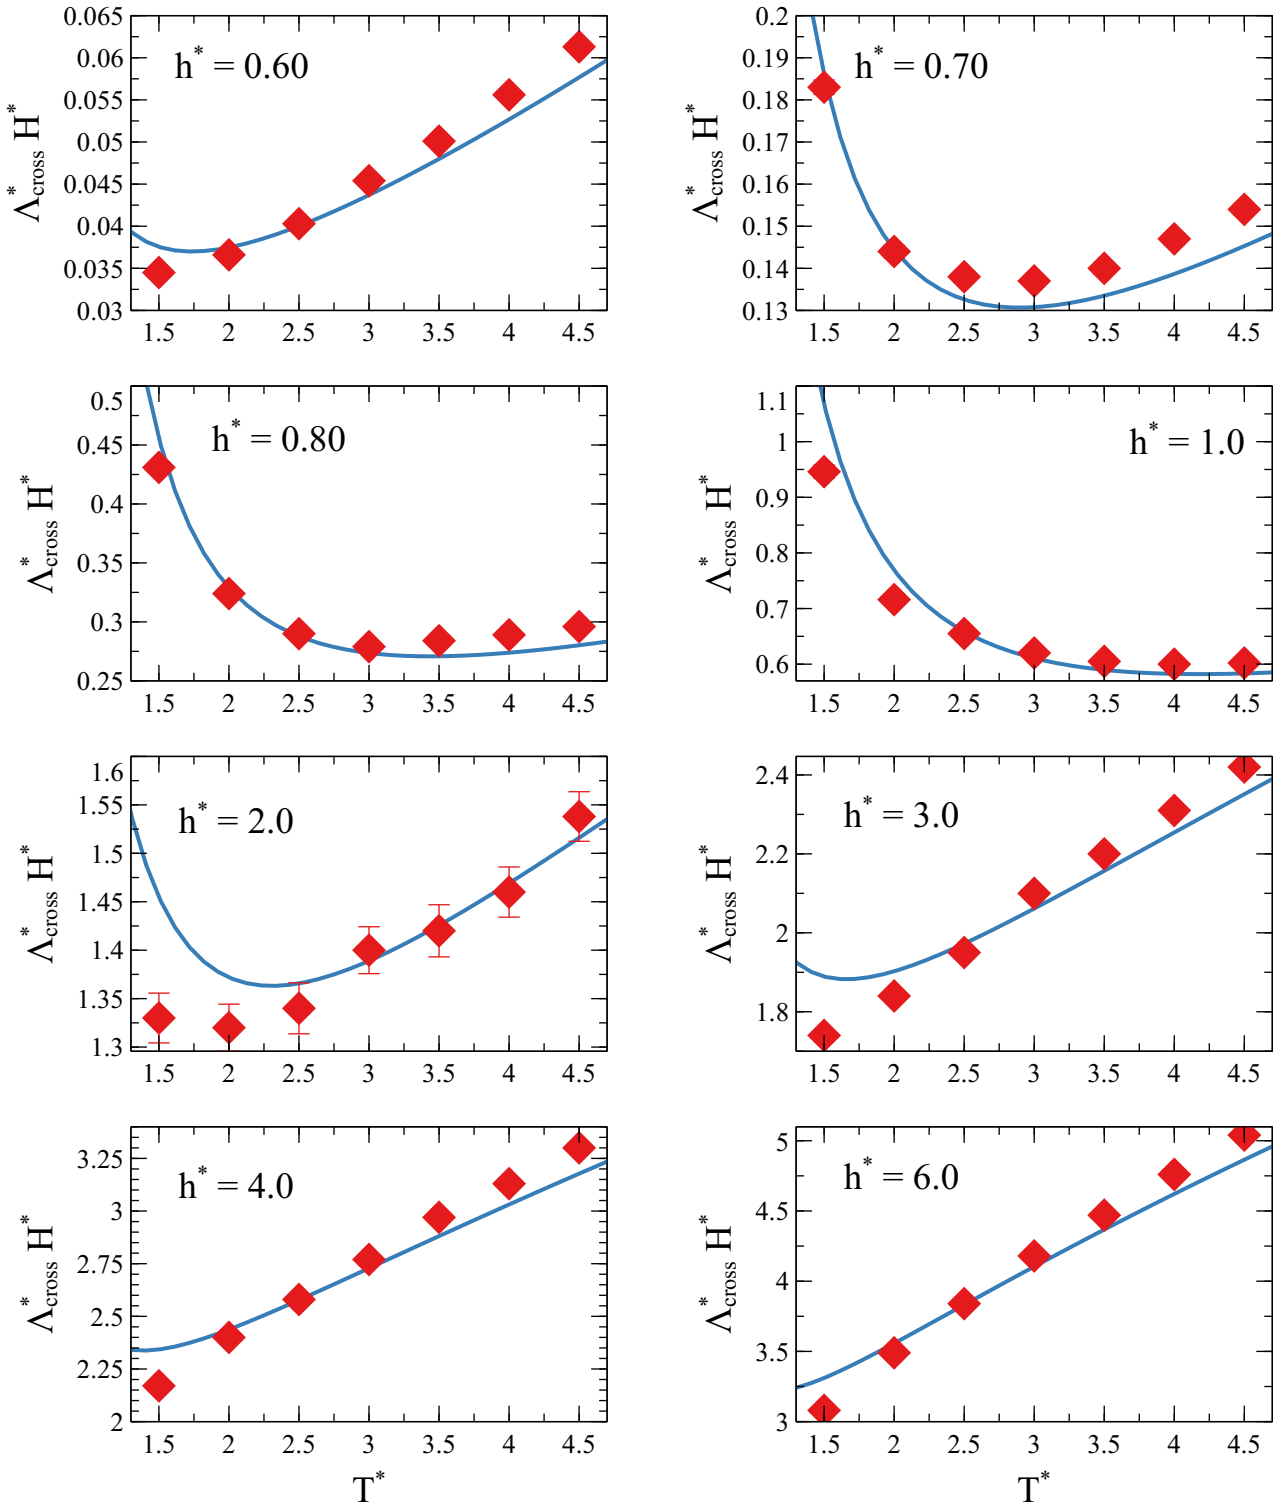 0.065
0.06
0.055
0.05
0.045
0.04
0.035
0.03
Λ*cross H*
h* = 0.60
1.5 2 2.5 3 3.5 4 4.5
0.2
0.19
0.18
0.17
0.16
0.15
0.14
0.13
Λ*cross H*
h* = 0.70
1.5 2 2.5 3 3.5 4 4.5
0.5
0.45
0.4
0.35
0.3
0.25
Λ*cross H*
h* = 0.80
1.5 2 2.5 3 3.5 4 4.5
1.1
1
0.9
0.8
0.7
0.6
Λ*cross H*
h* = 1.0
1.5 2 2.5 3 3.5 4 4.5
1.6
1.55
1.5
1.45
1.4
1.35
1.3
Λ*cross H*
h* = 2.0
1.5 2 2.5 3 3.5 4 4.5
2.4
2.2
2
1.8
Λ*cross H*
h* = 3.0
1.5 2 2.5 3 3.5 4 4.5
3.25
3
2.75
2.5
2.25
2
Λ*cross H*
h* = 4.0
1.5 2 2.5 3 3.5 4 4.5
T*
5
4.5
4
3.5
3
Λ*cross H*
h* = 6.0
1.5 2 2.5 3 3.5 4 4.5
T*